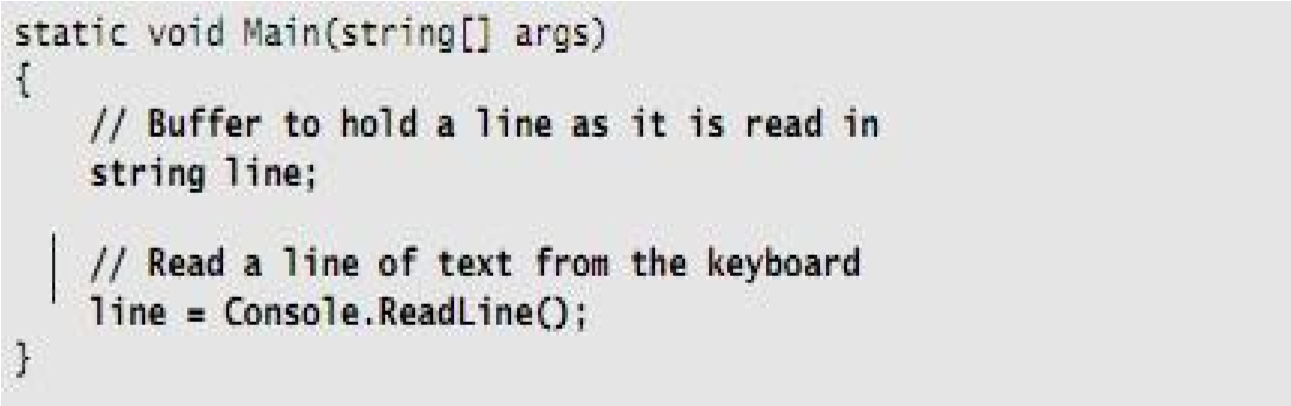 static void Main(string[] args)
{
// Buffer to hold a line as it is read in
string line;
// Read a line of text from the keyboard
line = Console.ReadLine();
}